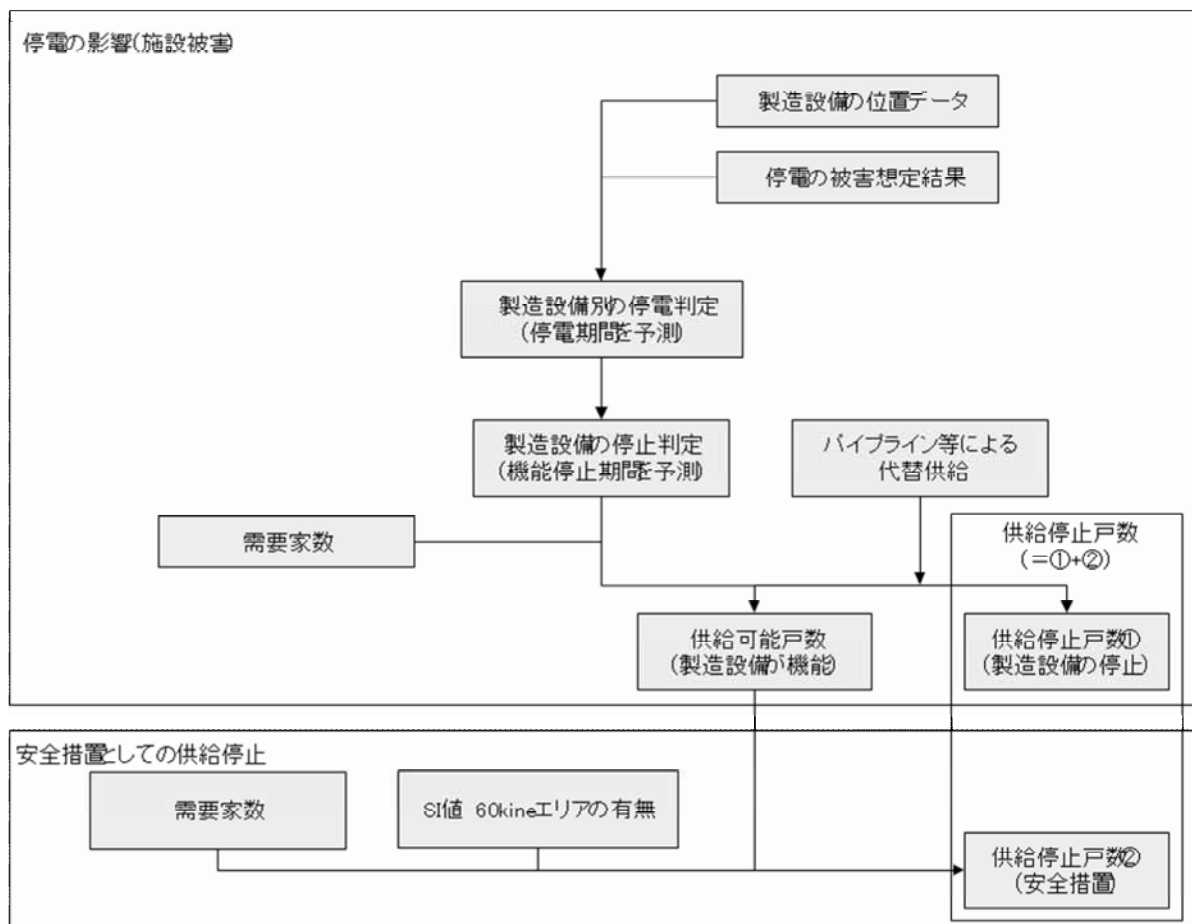 停電の影響(施設被害)
製造設備の位置データ
停電の被害想定結果
製造設備別の停電判定
(停電期間を予測)
製造設備の停止判定
(機能停止期間を予測)
パイプライン等による
代替供給
需要家数
供給停止戸数
(＝①+②)
供給可能戸数
(製造設備が機能)
供給停止戸数①
(製造設備の停止)
安全措置としての供給停止
需要家数
SI値 60kineエリアの有無
供給停止戸数②
(安全措置)